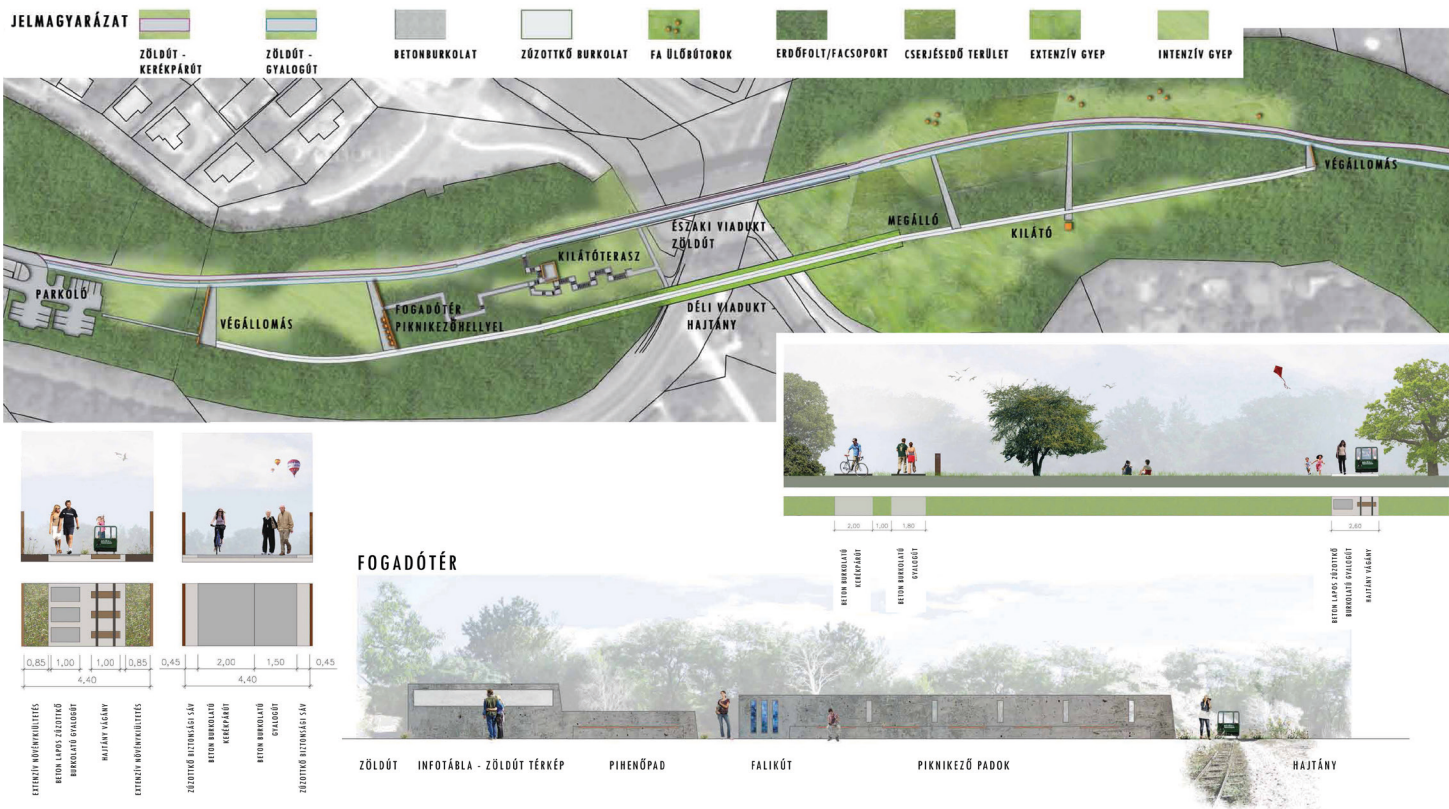 JELMAGYARÁZAT
ZÖLDÚT -
KERÉKPÁRÚT
ZÖLDÚT -
GYALOGÚT
BETONBURKOLAT
ZÚZOTTKŐ BURKOLAT
FA ÜLŐBÚTOROK
ERDŐFOLT/FACSOPORT
CSERJÉSEDŐ TERÜLET
EXTENZÍV GYEP
INTENZÍV GYEP
VÉGÁLLOMÁS
MEGÁLLÓ
KILÁTÓ
ÉSZAKI VIADUKT -
ZÖLDÚT
KILÁTÓTERASZ
PARKOLÓ
VÉGÁLLOMÁS
FOGADÓTÉR
PIKNIKEZŐHELLYEL
DÉLI VIADUKT -
HAJTÁNY
2,00
1,00
1,80
2,60
BETON BURKOLATÚ
KERÉKPÁRÚT
BETON BURKOLATÚ
GYALOGÚT
BETON LAPOS ZÚZOTTKŐ
BURKOLATÚ GYALOGÚT
HAJTÁNY VÁGÁNY
0,85
1,00
1,00
0,85
4,40
0,45
2,00
1,50
0,45
4,40
EXTENZÍV NÖVÉNYKIÜLTETÉS
BETON LAPOS ZÚZOTTKŐ
BURKOLATÚ GYALOGÚT
HAJTÁNY VÁGÁNY
EXTENZÍV NÖVÉNYKIÜLTETÉS
ZÚZOTTKŐ BIZTONSÁGI SÁV
BETON BURKOLATÚ
KERÉKPÁRÚT
BETON BURKOLATÚ
GYALOGÚT
ZÚZOTTKŐ BIZTONSÁGI SÁV
FOGADÓTÉR
ZÖLDÚT
INFOTÁBLA - ZÖLDÚT TÉRKÉP
PIHENŐPAD
FALIKÚT
PIKNIKEZŐ PADOK
HAJTÁNY